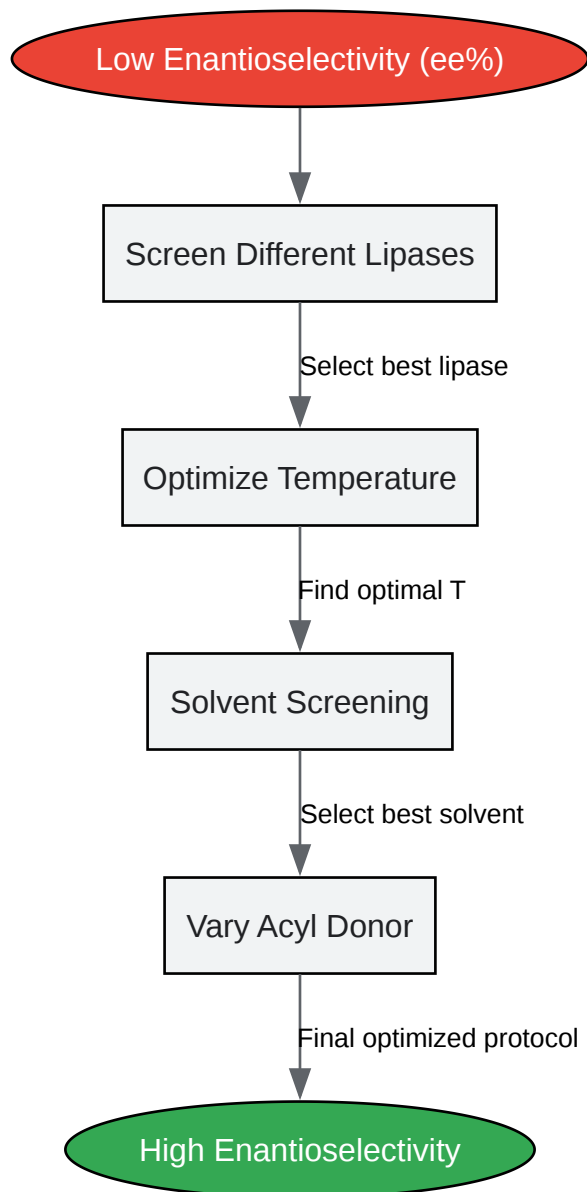 Low Enantioselectivity (ee%)
Screen Different Lipases
Select best lipase
Optimize Temperature
Find optimal T
Solvent Screening
Select best solvent
Vary Acyl Donor
Final optimized protocol
High Enantioselectivity